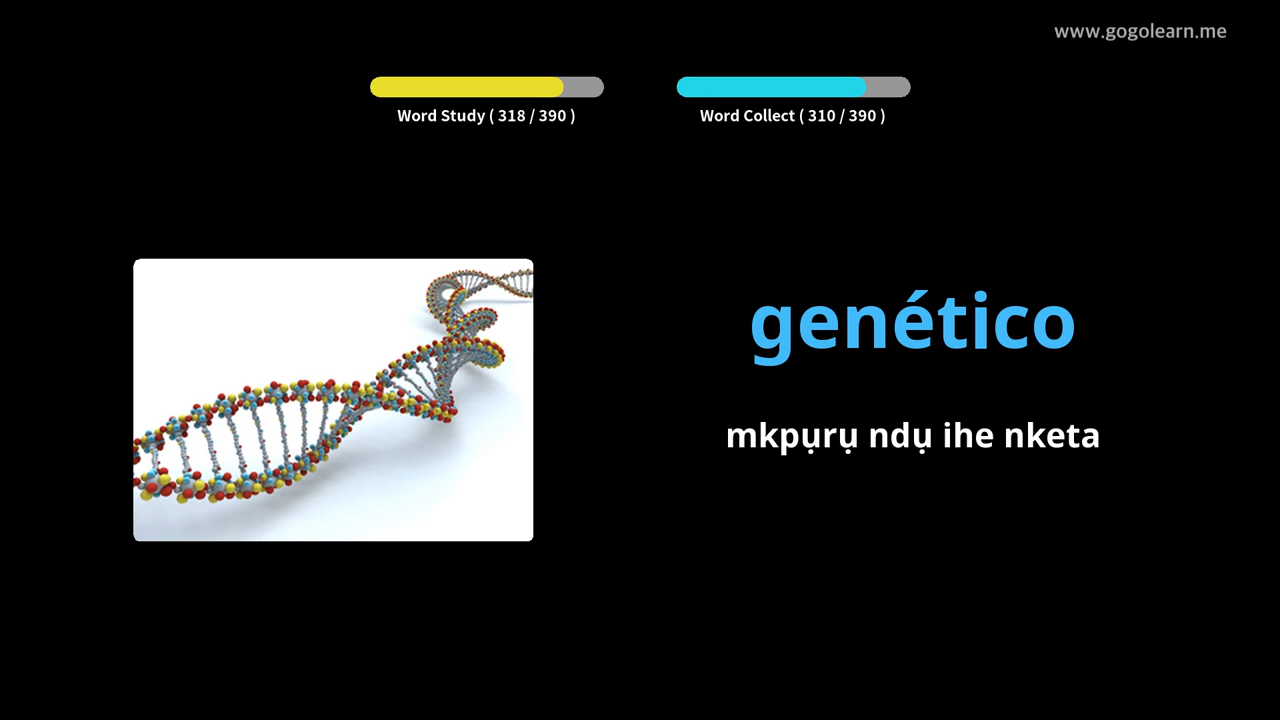 www.gogolearn.me
Word Study ( 318 / 390 )
Word Collect ( 310 / 390 )
genético
mkpụrụ ndụ ihe nketa